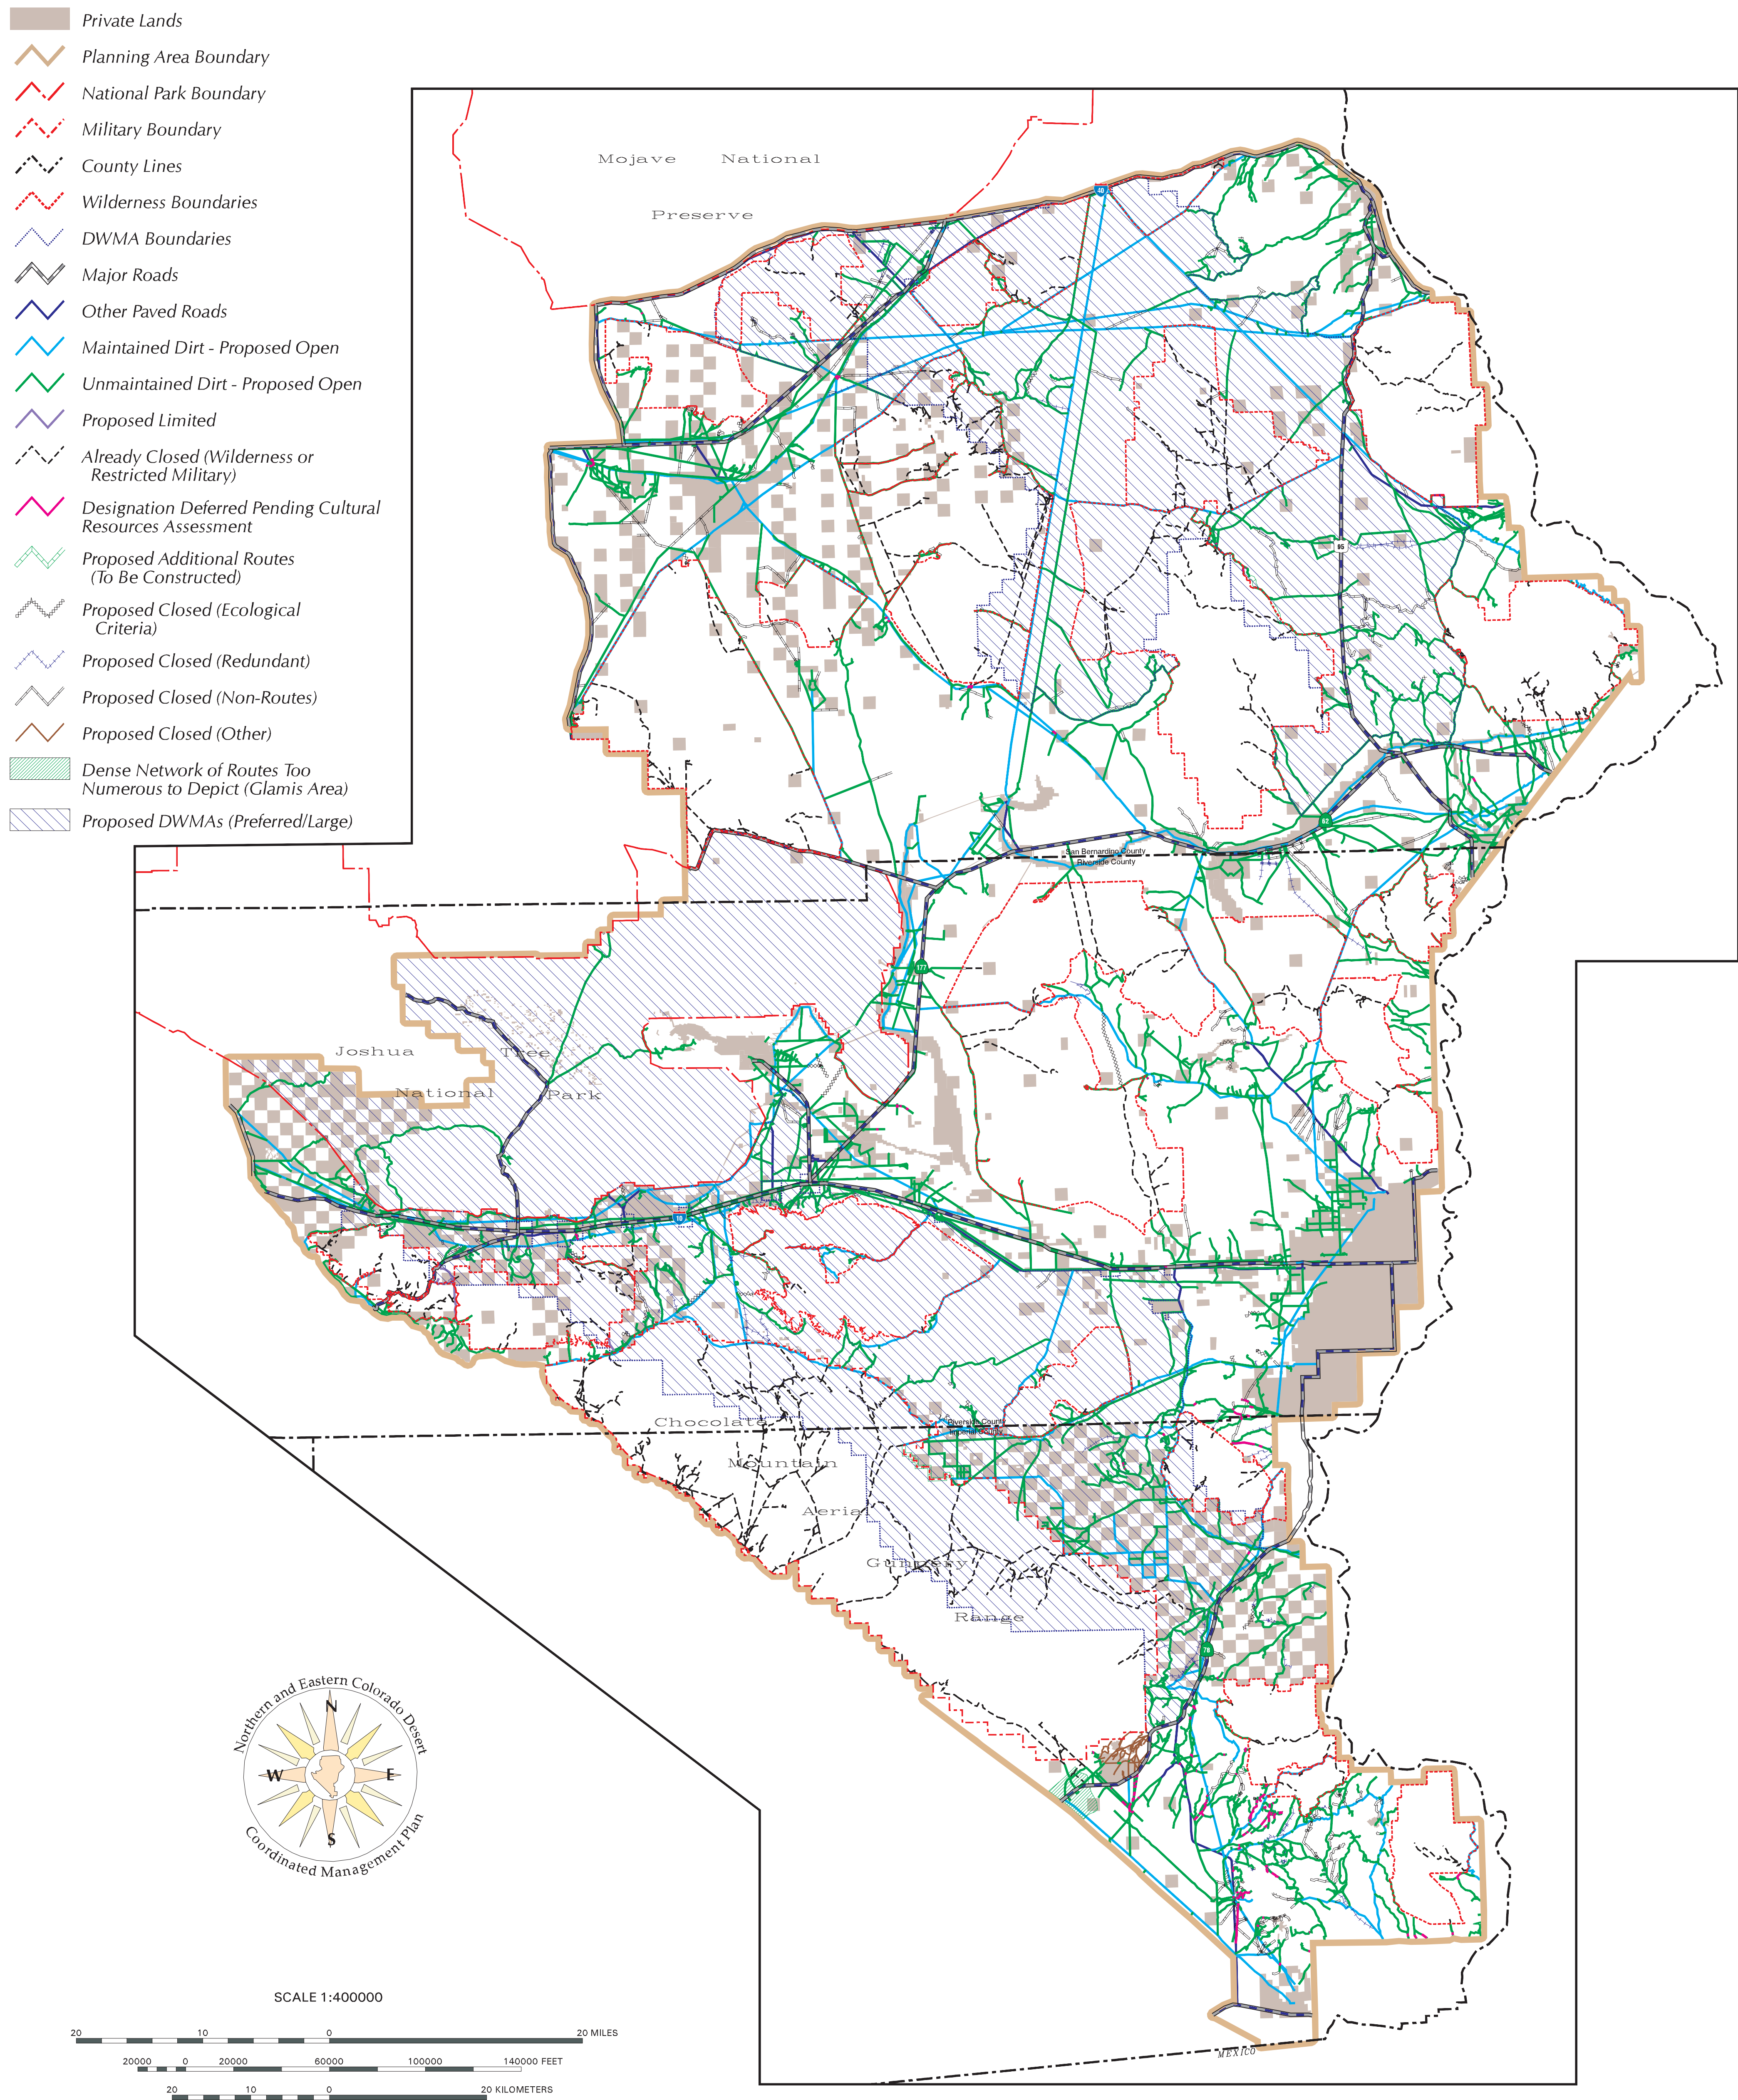 Private Lands
Planning Area Boundary
National Park Boundary
Military Boundary
County Lines
Wilderness Boundaries
DWMA Boundaries
Major Roads
Other Paved Roads
Maintained Dirt - Proposed Open
Unmaintained Dirt - Proposed Open
Proposed Limited
Already Closed (Wilderness or
Restricted Military)
Designation Deferred Pending Cultural
Resources Assessment
Proposed Additional Routes
(To Be Constructed)
Proposed Closed (Ecological
Criteria)
Proposed Closed (Redundant)
Proposed Closed (Non-Routes)
Proposed Closed (Other)
Dense Network of Routes Too
Numerous to Depict (Glamis Area)
Proposed DWMAs (Preferred/Large)
Mojave National
Preserve
40
95
62
San Bernardino County
Riverside County
177
Joshua Tree
National Park
10
Chocolate
Mountain
Aerial
Gunnery
Range
Riverside County
Imperial County
78
MEXICO
Northern and Eastern Colorado Desert
N
W E
S
Coordinated Management Plan
SCALE 1:400000
20 10 0 20 MILES
20000 0 20000 60000 100000 140000 FEET
20 10 0 20 KILOMETERS